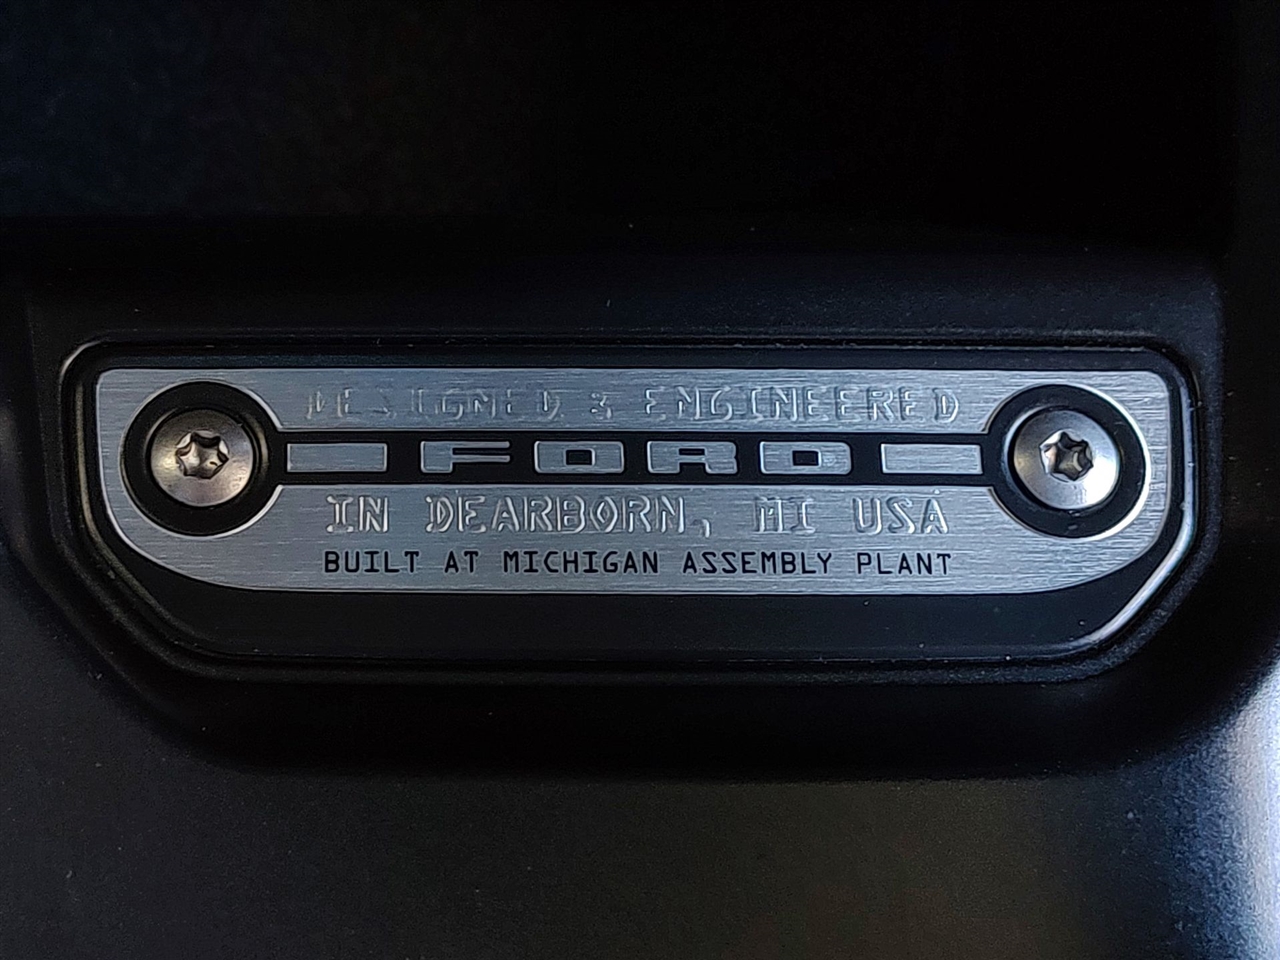 DESIGNED & ENGINEERED
FORD
IN DEARBORN, MI USA
BUILT AT MICHIGAN ASSEMBLY PLANT